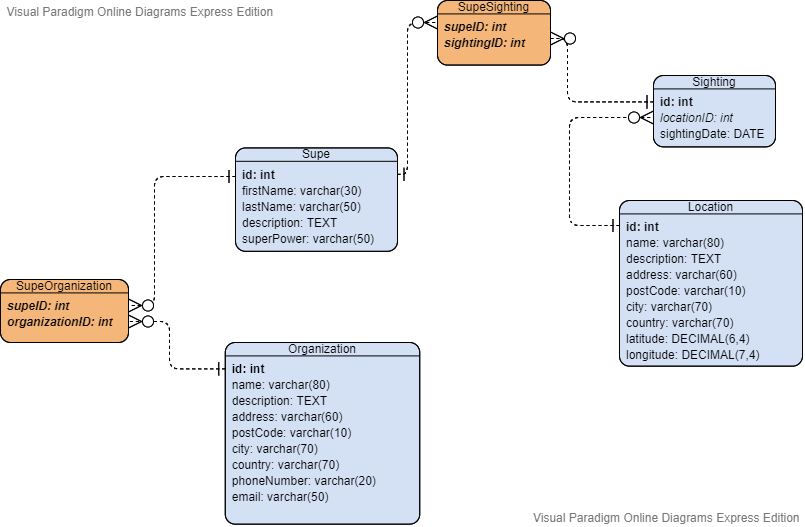 Visual Paradigm Online Diagrams Express Edition
SupeSighting
supeID: int
sightingID: int
Sighting
id: int
locationID: int
sightingDate: DATE
Supe
id: int
firstName: varchar(30)
lastName: varchar(50)
description: TEXT
superPower: varchar(50)
Location
id: int
name: varchar(80)
description: TEXT
address: varchar(60)
postCode: varchar(10)
city: varchar(70)
country: varchar(70)
latitude: DECIMAL(6,4)
longitude: DECIMAL(7,4)
SupeOrganization
supeID: int
organizationID: int
Organization
id: int
name: varchar(80)
description: TEXT
address: varchar(60)
postCode: varchar(10)
city: varchar(70)
country: varchar(70)
phoneNumber: varchar(20)
email: varchar(50)
Visual Paradigm Online Diagrams Express Edition